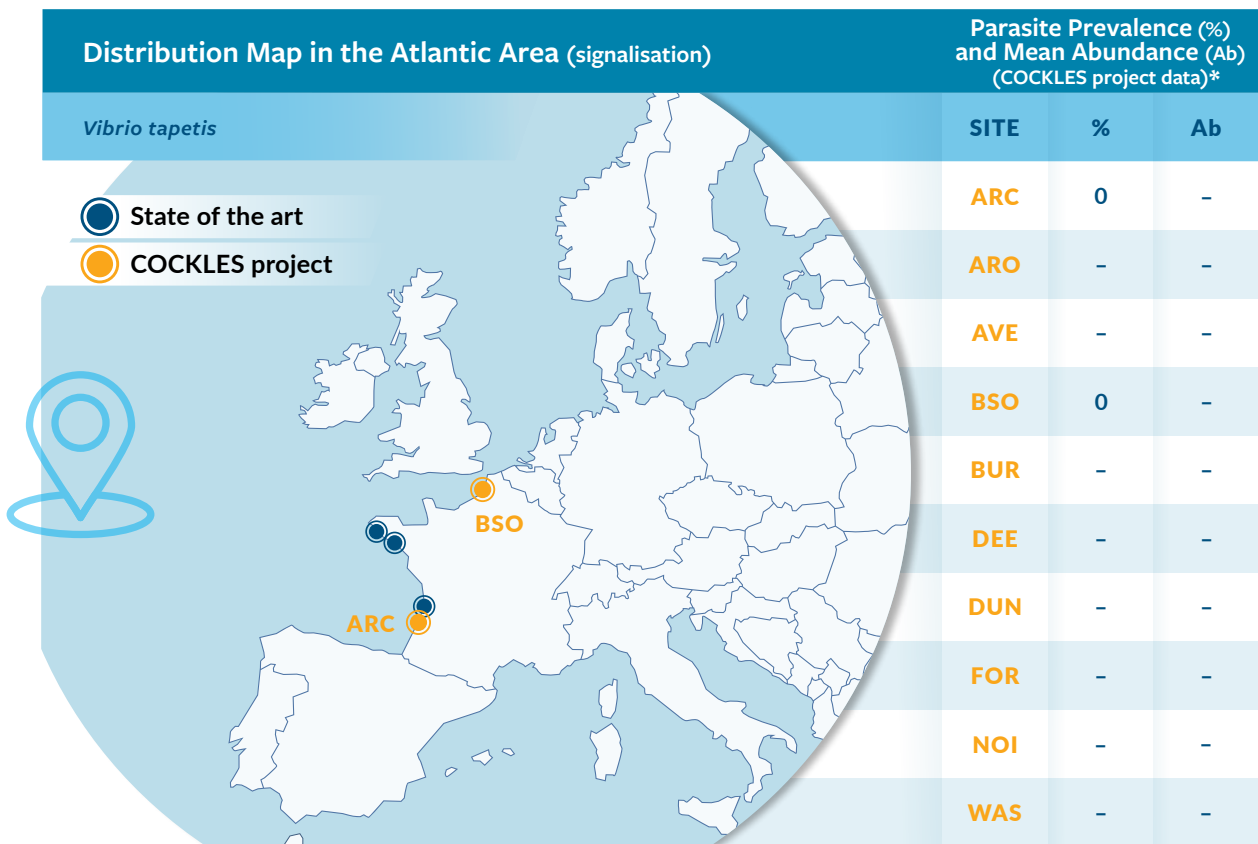 Distribution Map in the Atlantic Area (signalisation)
Parasite Prevalence (%)
and Mean Abundance (Ab)
(COCKLES project data)*
Vibrio tapetis
SITE % Ab
State of the art
COCKLES project
BSO
ARC
ARC 0 –
ARO – –
AVE – –
BSO 0 –
BUR – –
DEE – –
DUN – –
FOR – –
NOI – –
WAS – –